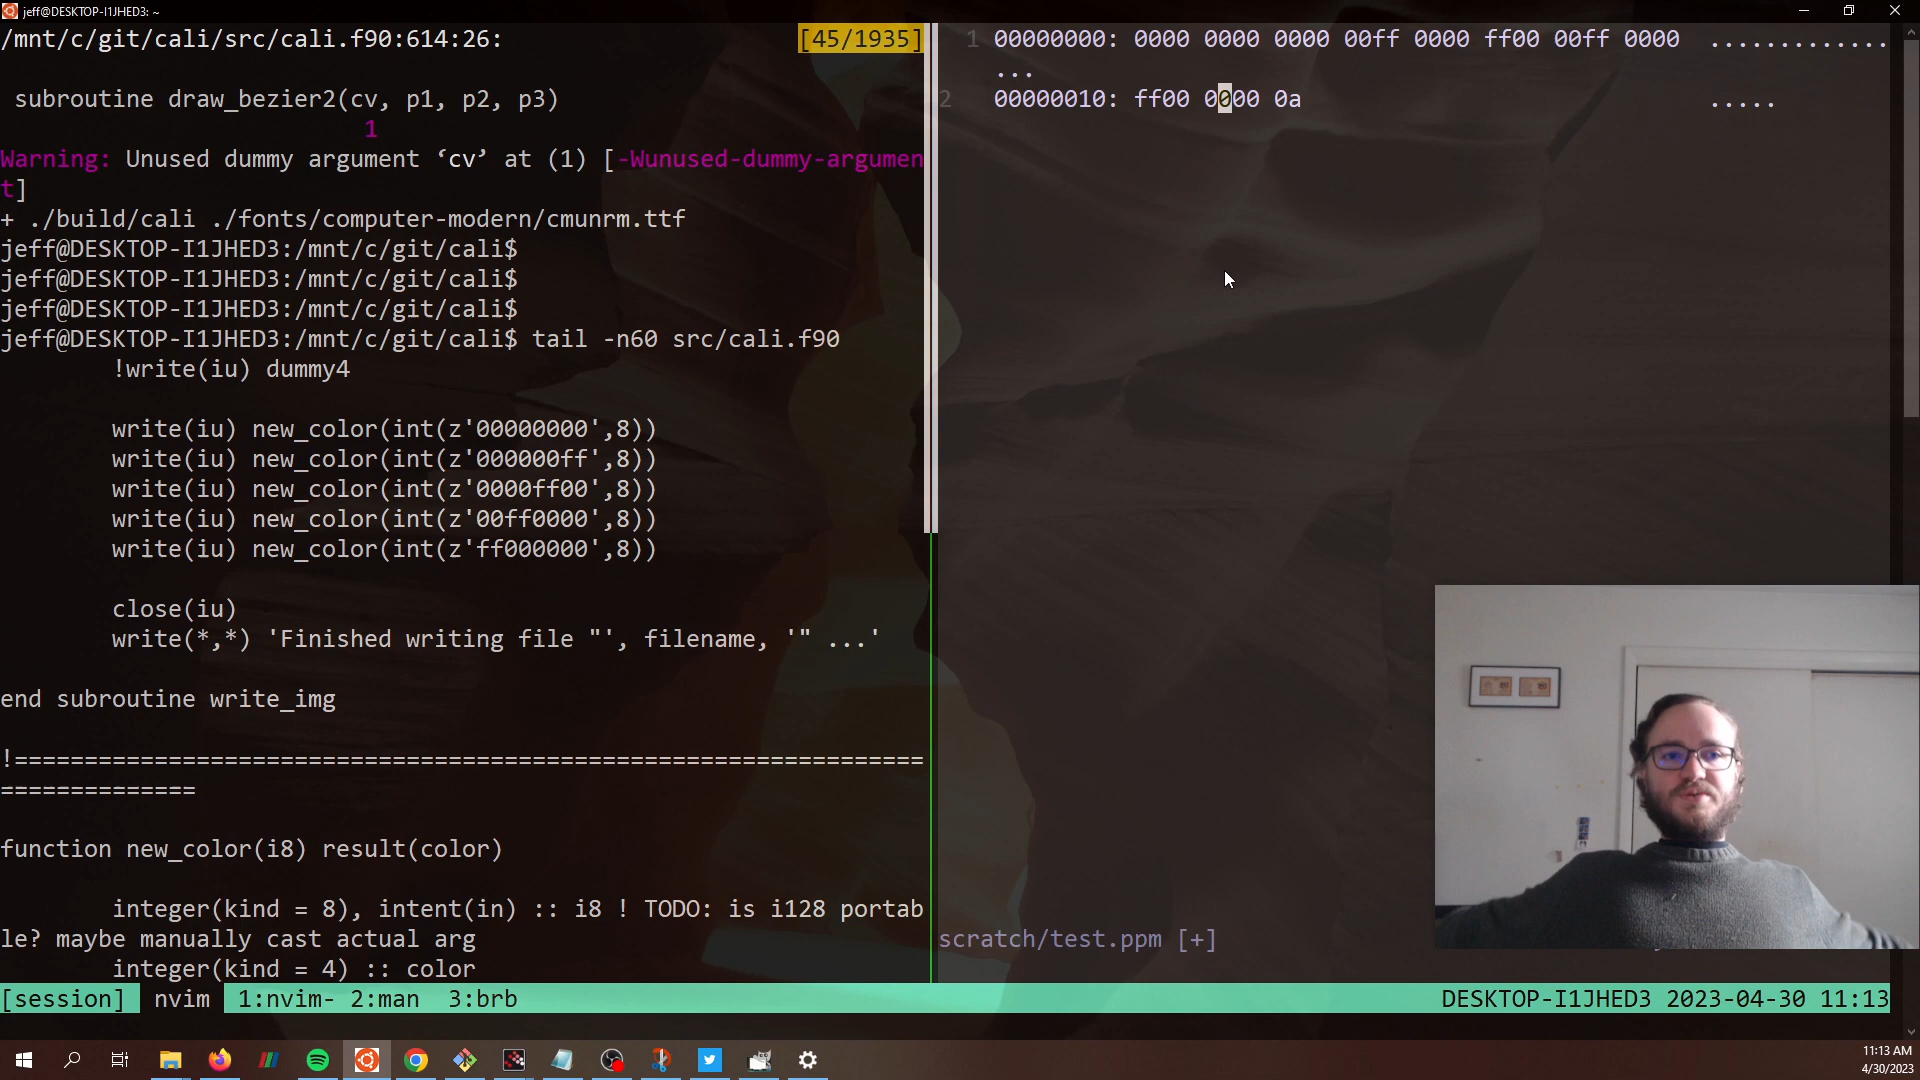 jeff@DESKTOP-I1JHED3: ~
/mnt/c/git/cali/src/cali.f90:614:26:
[45/1935]
subroutine draw_bezier2(cv, p1, p2, p3)
1
Warning: Unused dummy argument ‘cv’ at (1) [-Wunused-dummy-argumen
t]
+ ./build/cali ./fonts/computer-modern/cmunrm.ttf
jeff@DESKTOP-I1JHED3:/mnt/c/git/cali$
jeff@DESKTOP-I1JHED3:/mnt/c/git/cali$
jeff@DESKTOP-I1JHED3:/mnt/c/git/cali$
jeff@DESKTOP-I1JHED3:/mnt/c/git/cali$ tail -n60 src/cali.f90
!write(iu) dummy4
write(iu) new_color(int(z'00000000',8))
write(iu) new_color(int(z'000000ff',8))
write(iu) new_color(int(z'0000ff00',8))
write(iu) new_color(int(z'00ff0000',8))
write(iu) new_color(int(z'ff000000',8))
close(iu)
write(*,*) 'Finished writing file "', filename, '" ...'
end subroutine write_img
!=================================================================
==============
function new_color(i8) result(color)
integer(kind = 8), intent(in) :: i8 ! TODO: is i128 portab
le? maybe manually cast actual arg
integer(kind = 4) :: color
1 00000000: 0000 0000 0000 00ff 0000 ff00 00ff 0000 .............
...
2 00000010: ff00 0000 0a .....
scratch/test.ppm [+]
[session] nvim 1:nvim- 2:man 3:brb
DESKTOP-I1JHED3 2023-04-30 11:13
11:13 AM
4/30/2023